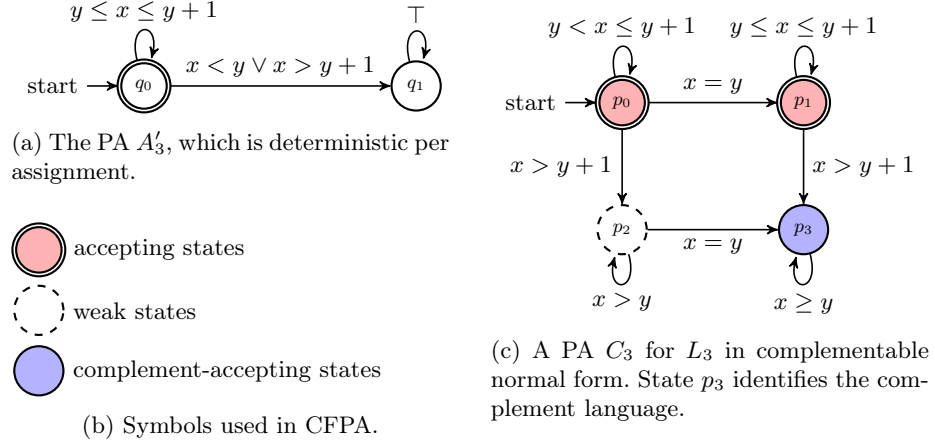 y ≤ x ≤ y + 1
⊤
start
q₀
x < y ∨ x > y + 1
q₁
(a) The PA A′₃, which is deterministic per
assignment.
accepting states
weak states
complement-accepting states
(b) Symbols used in CFPA.
y < x ≤ y + 1
y ≤ x ≤ y + 1
start
p₀
x = y
p₁
x > y + 1
x > y + 1
p₂
x = y
p₃
x > y
x ≥ y
(c) A PA C₃ for L₃ in complementable
normal form. State p₃ identifies the com-
plement language.